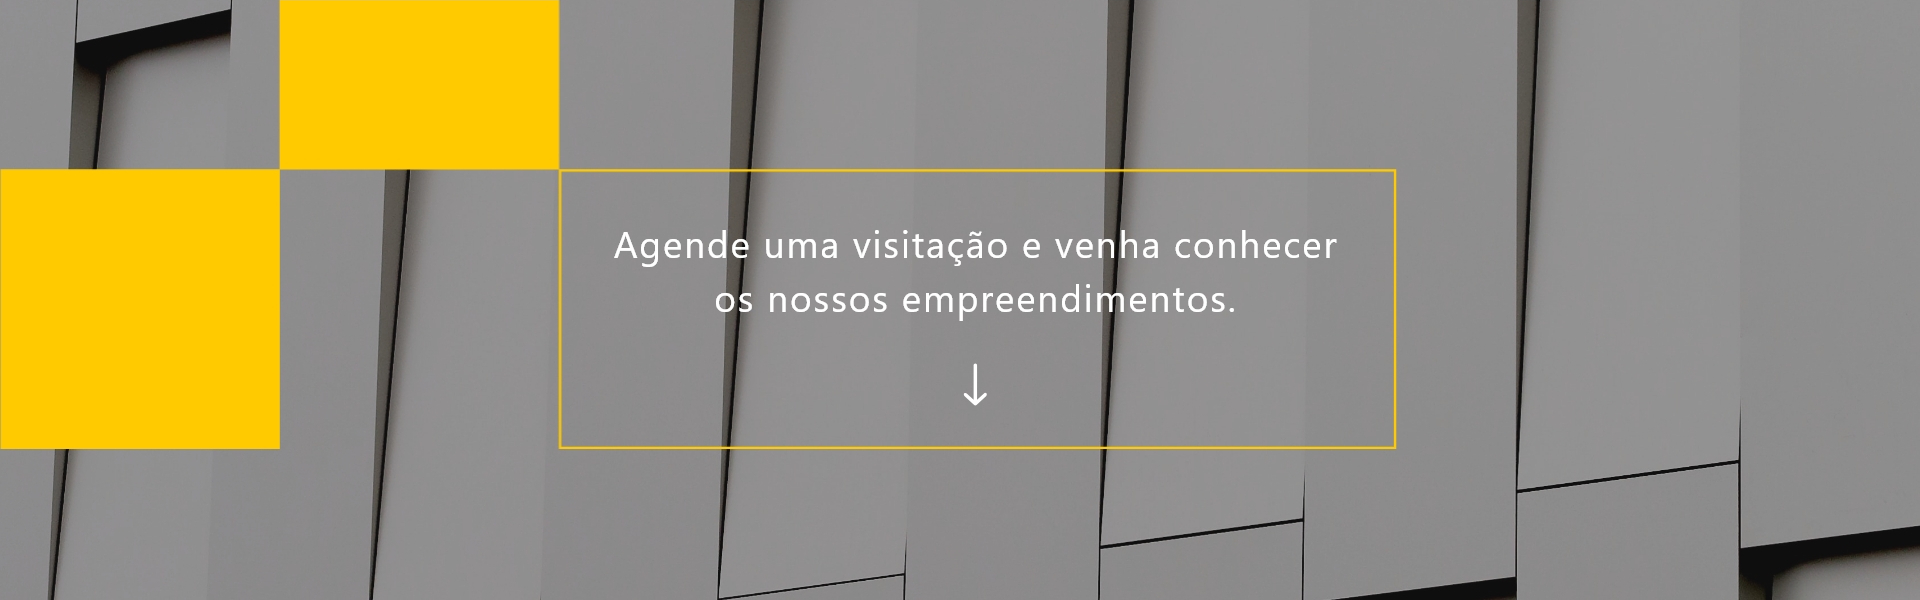 Agende uma visitação e venha conhecer
os nossos empreendimentos.